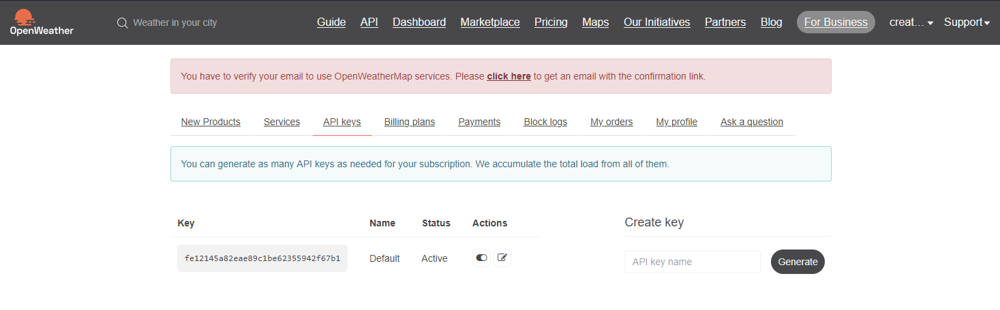 OpenWeather
Weather in your city
Guide API Dashboard Marketplace Pricing Maps Our Initiatives Partners Blog For Business creat... Support
You have to verify your email to use OpenWeatherMap services. Please click here to get an email with the confirmation link.
New Products Services API keys Billing plans Payments Block logs My orders My profile Ask a question
You can generate as many API keys as needed for your subscription. We accumulate the total load from all of them.
Key Name Status Actions
fe12145a82eae89c1be62355942f67b1 Default Active
Create key
API key name Generate